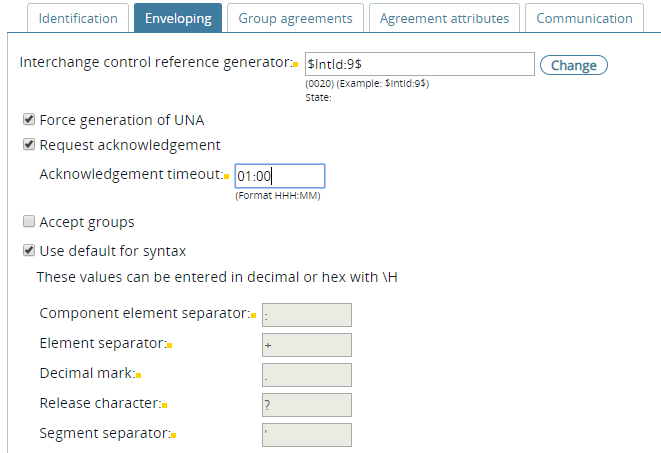 Identification Enveloping Group agreements Agreement attributes Communication
Interchange control reference generator: $IntId:9$ Change
(0020) (Example: $intid:9$)
State:
Force generation of UNA
Request acknowledgement
Acknowledgement timeout: 01:00
(Format HHH:MM)
Accept groups
Use default for syntax
These values can be entered in decimal or hex with \H
Component element separator: :
Element separator: +
Decimal mark: .
Release character: ?
Segment separator: '